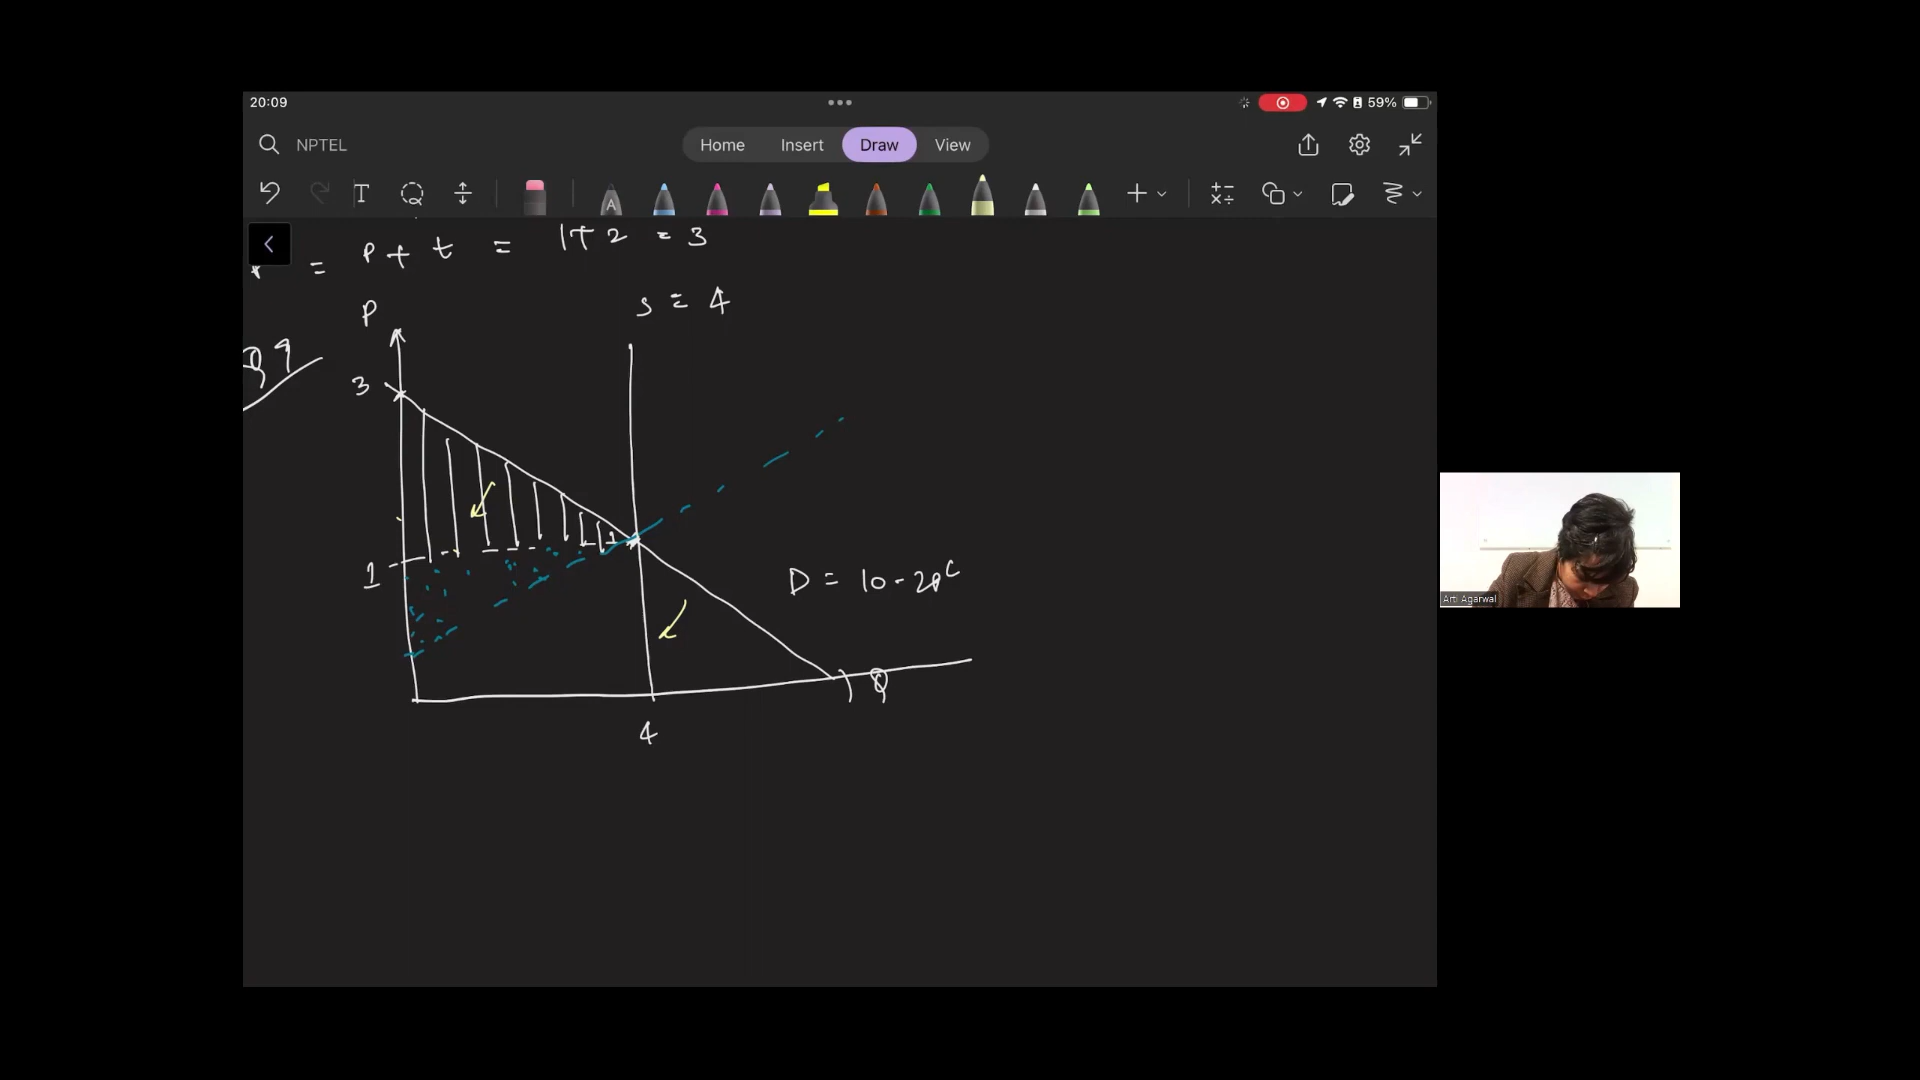 20:09
59%
NPTEL
Home Insert Draw View
A
= P + t = 1+2 = 3
P
S = 4
Q9
3
1
D = 10 - 2P^C
Arti Agarwal
Q
4